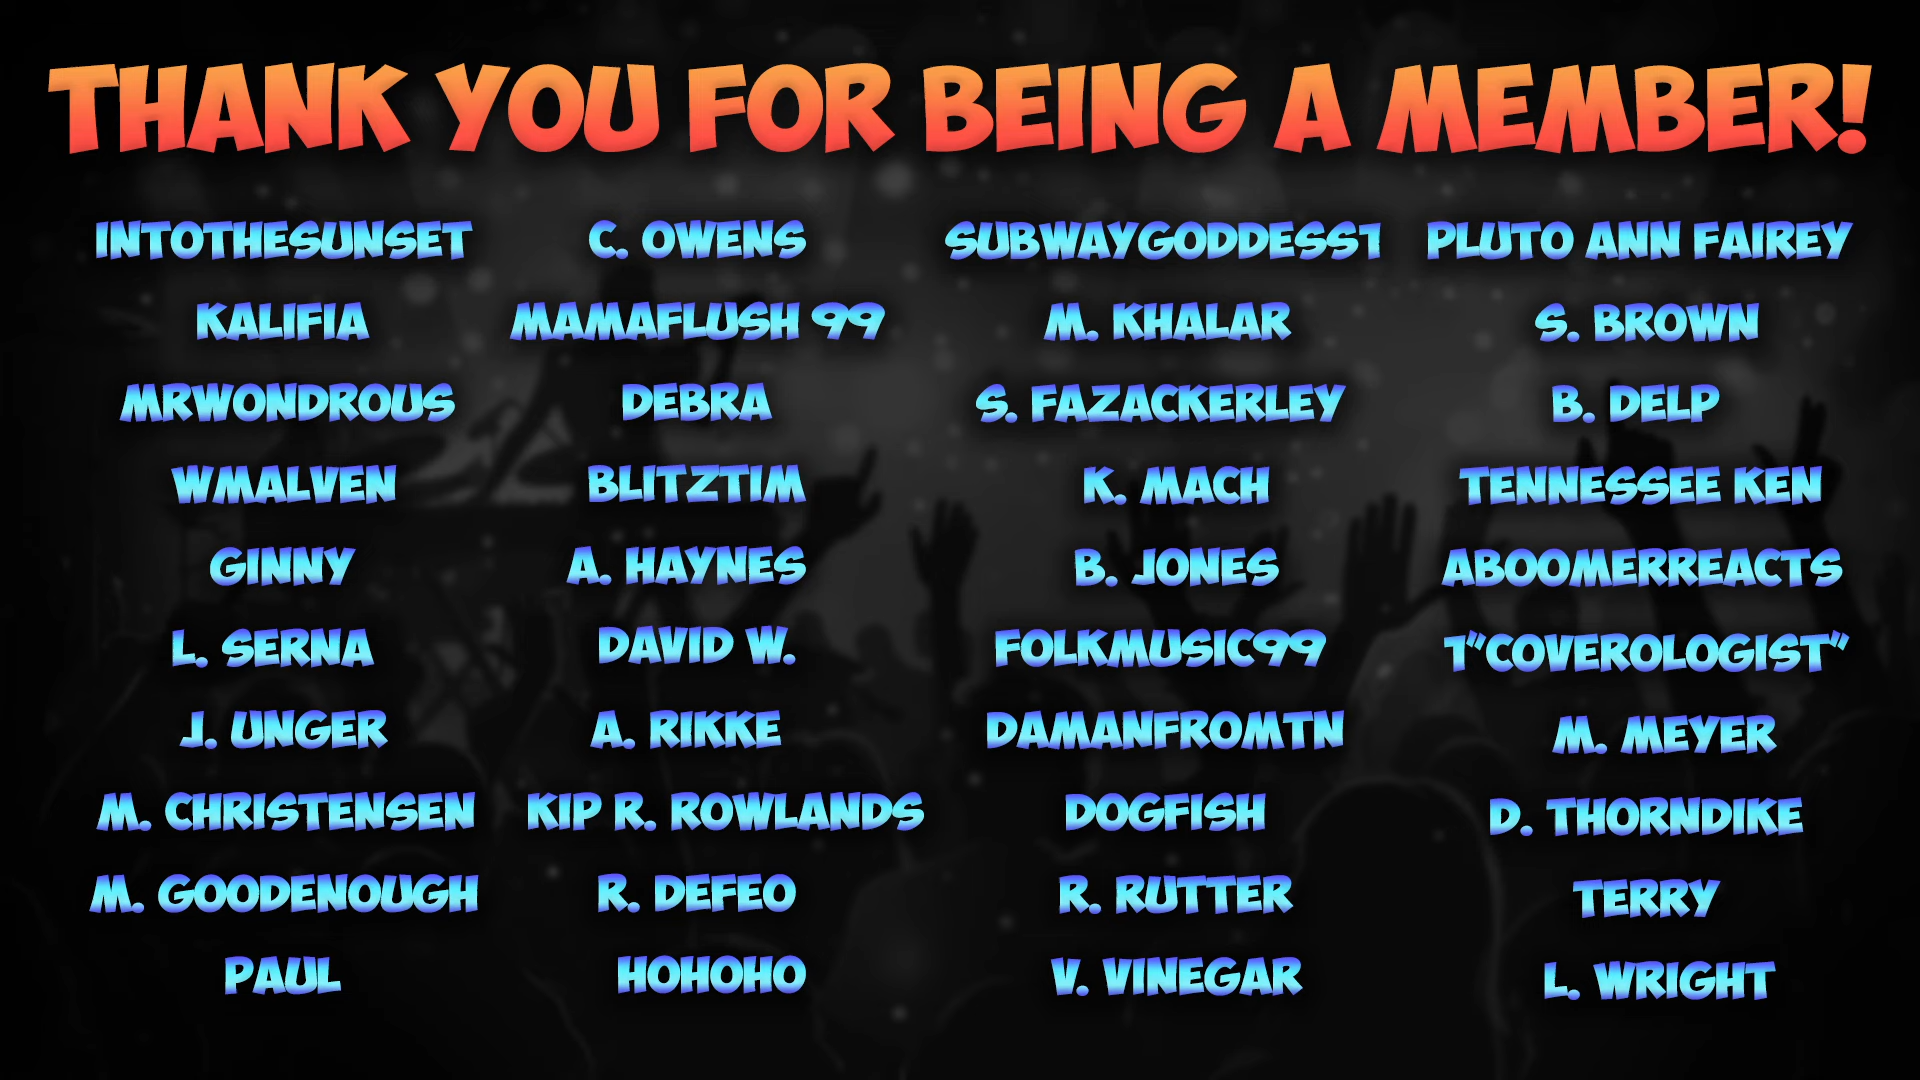 THANK YOU FOR BEING A MEMBER!
INTOTHESUNSET
KALIFIA
MRWONDROUS
WMALVEN
GINNY
L. SERNA
J. UNGER
M. CHRISTENSEN
M. GOODENOUGH
PAUL
C. OWENS
MAMAFLUSH 99
DEBRA
BLITZTIM
A. HAYNES
DAVID W.
A. RIKKE
KIP R. ROWLANDS
R. DEFEO
HOHOHO
SUBWAYGODDESS1
M. KHALAR
S. FAZACKERLEY
K. MACH
B. JONES
FOLKMUSIC99
DAMANFROMTN
DOGFISH
R. RUTTER
V. VINEGAR
PLUTO ANN FAIREY
S. BROWN
B. DELP
TENNESSEE KEN
ABOOMERREACTS
1"COVEROLOGIST"
M. MEYER
D. THORNDIKE
TERRY
L. WRIGHT